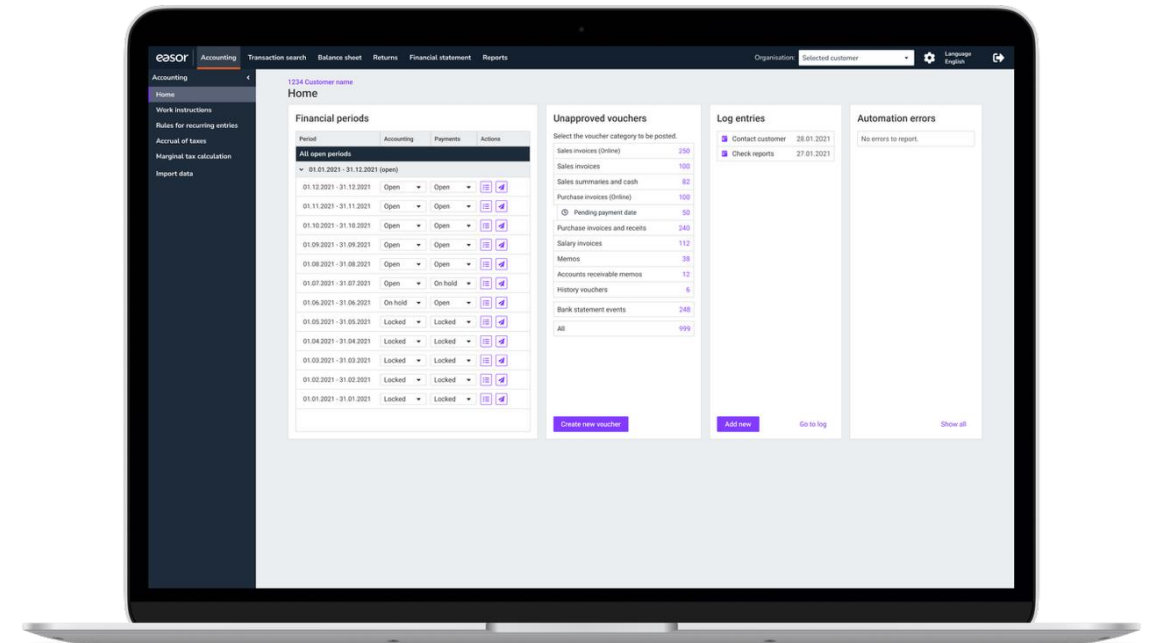 easor Accounting Transaction search Balance sheet Returns Financial statement Reports Organisation: Selected customer Language English
Accounting
Home
Work instructions
Rules for recurring entries
Accrual of taxes
Marginal tax calculation
Import data
1234 Customer name
Home
Financial periods
Period Accounting Payments Actions
All open periods
01.01.2021 - 31.12.2021 (open)
01.12.2021 - 31.12.2021 Open Open
01.11.2021 - 31.11.2021 Open Open
01.10.2021 - 31.10.2021 Open Open
01.09.2021 - 31.09.2021 Open Open
01.08.2021 - 31.08.2021 Open Open
01.07.2021 - 31.07.2021 Open On hold
01.06.2021 - 31.06.2021 On hold Open
01.05.2021 - 31.05.2021 Locked Locked
01.04.2021 - 31.04.2021 Locked Locked
01.03.2021 - 31.03.2021 Locked Locked
01.02.2021 - 31.02.2021 Locked Locked
01.01.2021 - 31.01.2021 Locked Locked
Unapproved vouchers
Select the voucher category to be posted.
Sales invoices (Online) 250
Sales invoices 100
Sales summaries and cash 82
Purchase invoices (Online) 100
Pending payment date 50
Purchase invoices and receits 240
Salary invoices 112
Memos 38
Accounts receivable memos 12
History vouchers 6
Bank statement events 248
All 999
Create new voucher
Log entries
Contact customer 28.01.2021
Check reports 27.01.2021
Add new Go to log
Automation errors
No errors to report.
Show all